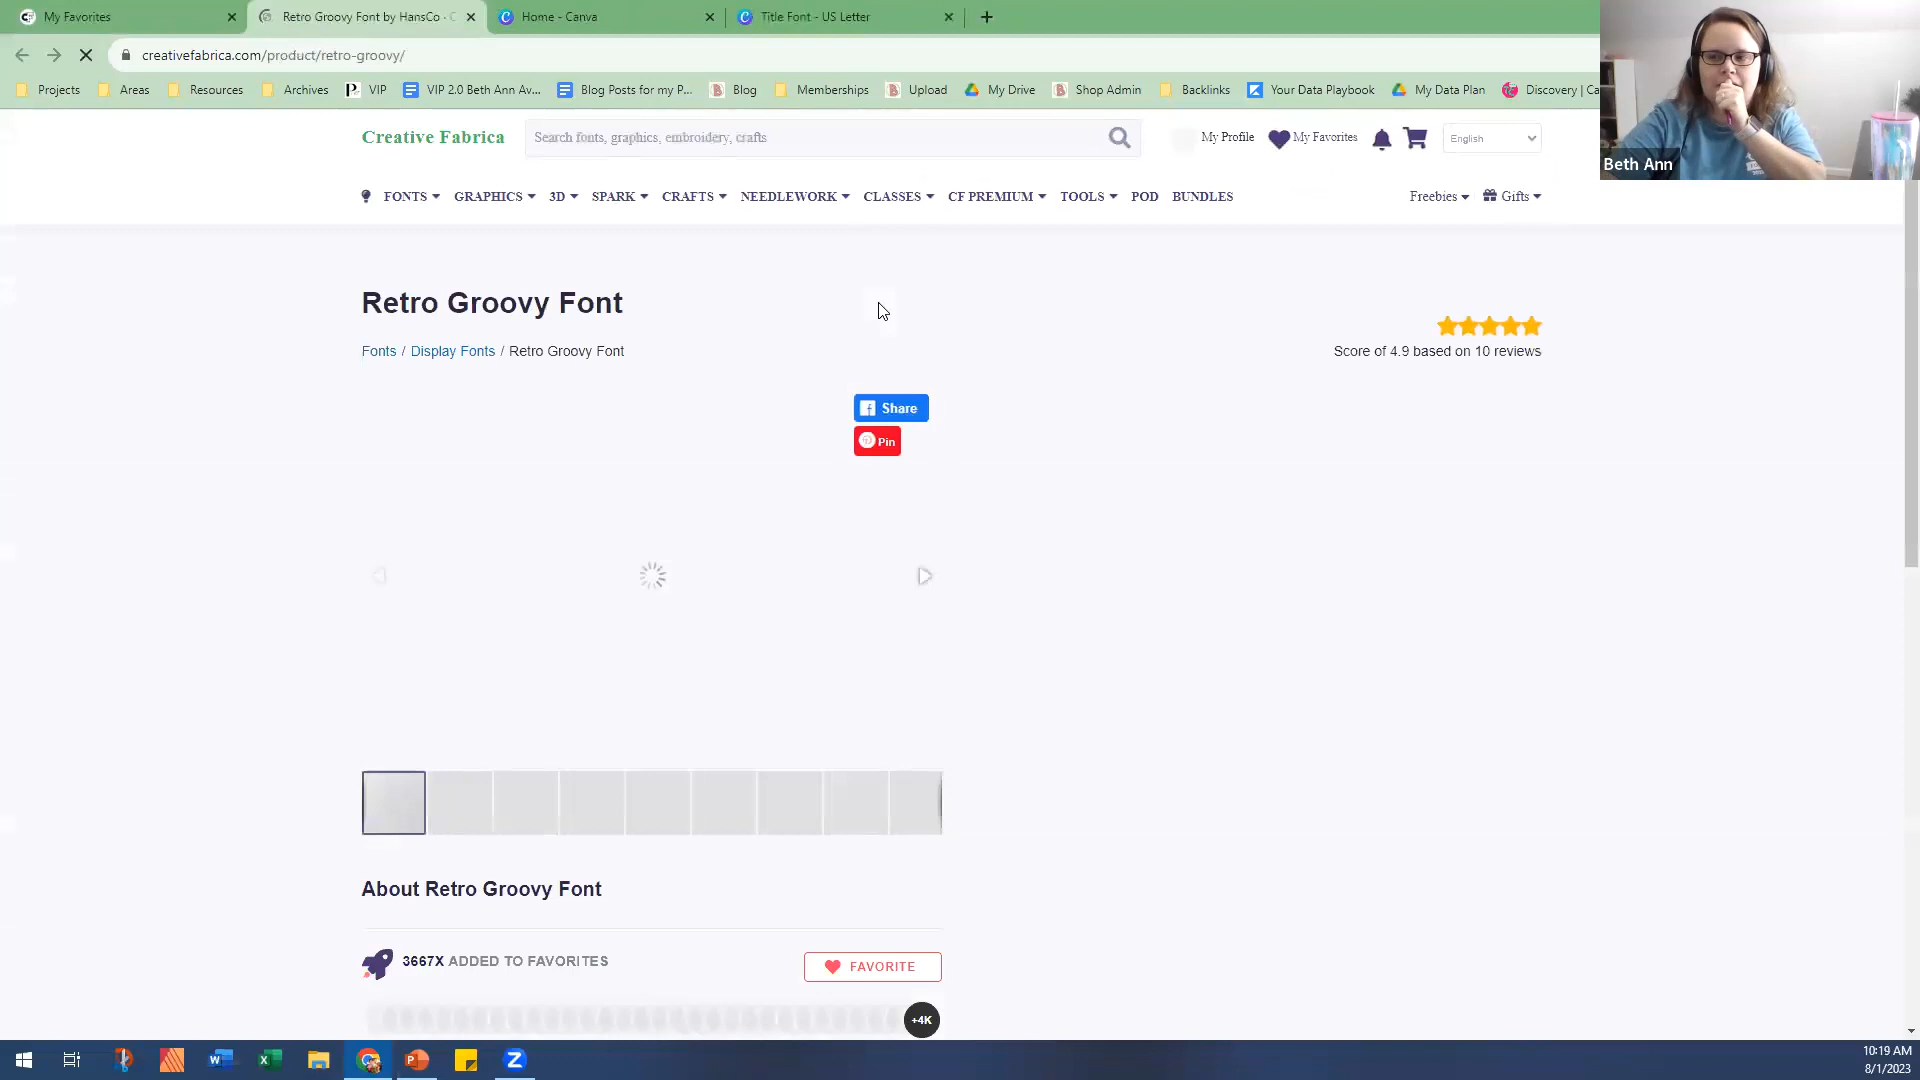 My Favorites
Retro Groovy Font by HansCo · C
Home - Canva
Title Font - US Letter
creativefabrica.com/product/retro-groovy/
Projects
Areas
Resources
Archives
VIP
VIP 2.0 Beth Ann Av...
Blog Posts for my P...
Blog
Memberships
Upload
My Drive
Shop Admin
Backlinks
Your Data Playbook
My Data Plan
Discovery | Ca
Beth Ann
Creative Fabrica
Search fonts, graphics, embroidery, crafts
My Profile
My Favorites
English
FONTS
GRAPHICS
3D
SPARK
CRAFTS
NEEDLEWORK
CLASSES
CF PREMIUM
TOOLS
POD
BUNDLES
Freebies
Gifts
Retro Groovy Font
Fonts / Display Fonts / Retro Groovy Font
Score of 4.9 based on 10 reviews
Share
Pin
About Retro Groovy Font
3667X ADDED TO FAVORITES
FAVORITE
+4K
10:19 AM
8/1/2023